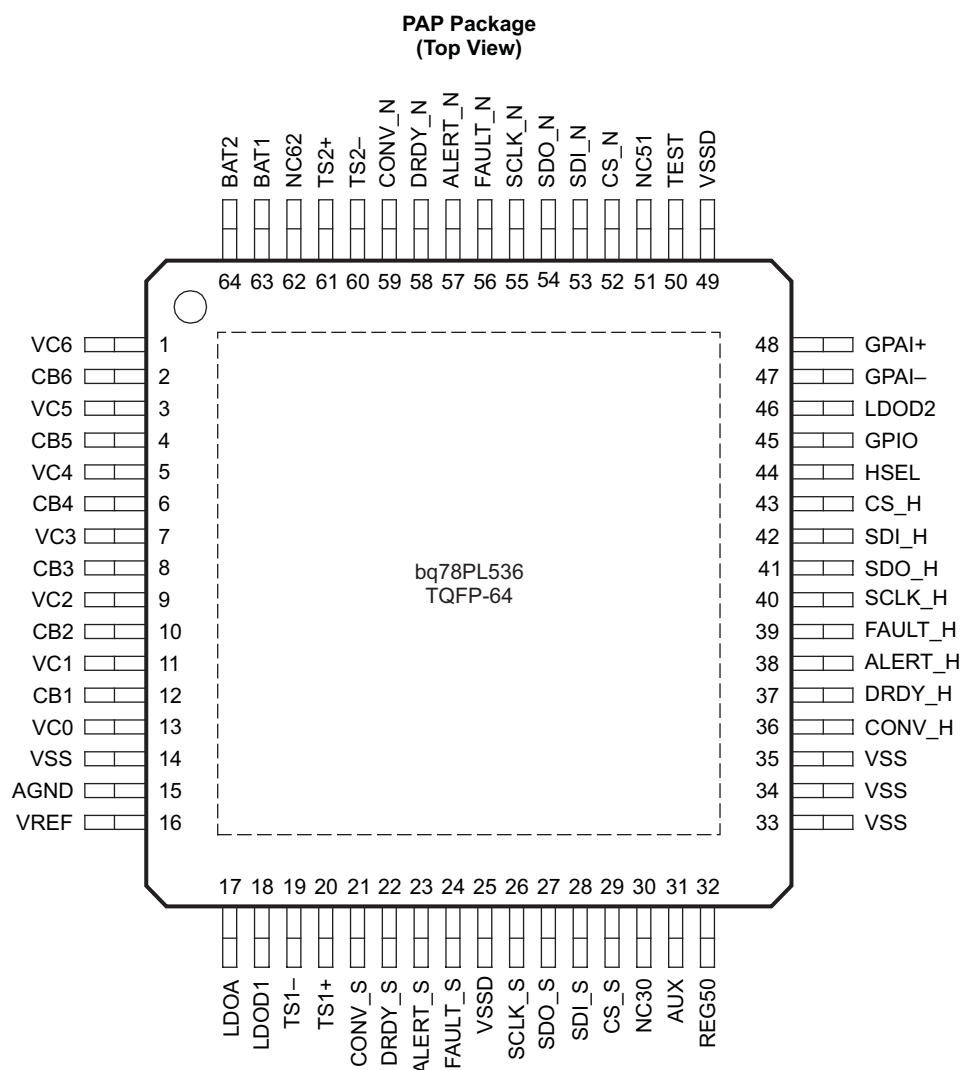 PAP Package
(Top View)
BAT2
BAT1
NC62
TS2+
TS2–
CONV_N
DRDY_N
ALERT_N
FAULT_N
SCLK_N
SDO_N
SDI_N
CS_N
NC51
TEST
VSSD
64 63 62 61 60 59 58 57 56 55 54 53 52 51 50 49
VC6 1
CB6 2
VC5 3
CB5 4
VC4 5
CB4 6
VC3 7
CB3 8
VC2 9
CB2 10
VC1 11
CB1 12
VC0 13
VSS 14
AGND 15
VREF 16
bq78PL536
TQFP-64
48 GPAI+
47 GPAI–
46 LDOD2
45 GPIO
44 HSEL
43 CS_H
42 SDI_H
41 SDO_H
40 SCLK_H
39 FAULT_H
38 ALERT_H
37 DRDY_H
36 CONV_H
35 VSS
34 VSS
33 VSS
17 18 19 20 21 22 23 24 25 26 27 28 29 30 31 32
LDOA
LDOD1
TS1–
TS1+
CONV_S
DRDY_S
ALERT_S
FAULT_S
VSSD
SCLK_S
SDO_S
SDI_S
CS_S
NC30
AUX
REG50